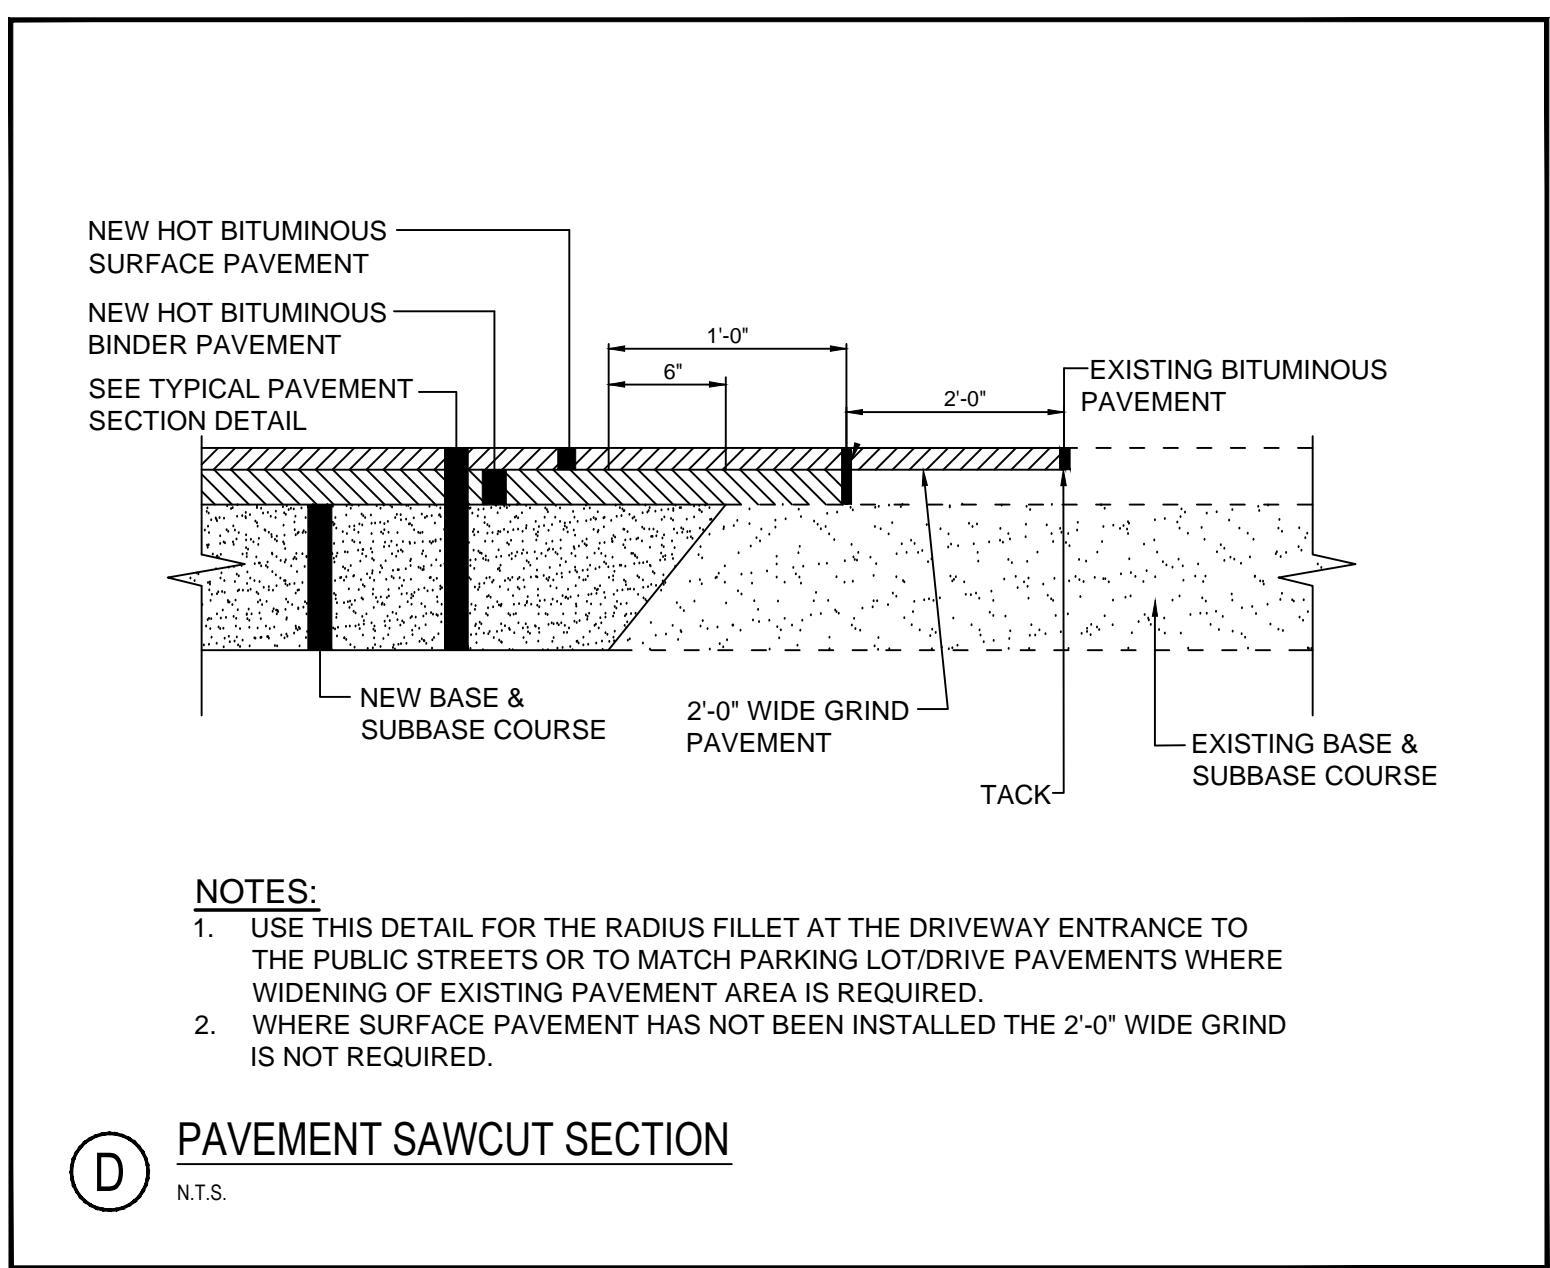 NEW HOT BITUMINOUS
SURFACE PAVEMENT
NEW HOT BITUMINOUS
BINDER PAVEMENT
SEE TYPICAL PAVEMENT
SECTION DETAIL
1'-0"
6"
2'-0"
EXISTING BITUMINOUS
PAVEMENT
NEW BASE &
SUBBASE COURSE
2'-0" WIDE GRIND
PAVEMENT
TACK
EXISTING BASE &
SUBBASE COURSE
NOTES:
1. USE THIS DETAIL FOR THE RADIUS FILLET AT THE DRIVEWAY ENTRANCE TO
THE PUBLIC STREETS OR TO MATCH PARKING LOT/DRIVE PAVEMENTS WHERE
WIDENING OF EXISTING PAVEMENT AREA IS REQUIRED.
2. WHERE SURFACE PAVEMENT HAS NOT BEEN INSTALLED THE 2'-0" WIDE GRIND
IS NOT REQUIRED.
D
PAVEMENT SAWCUT SECTION
N.T.S.